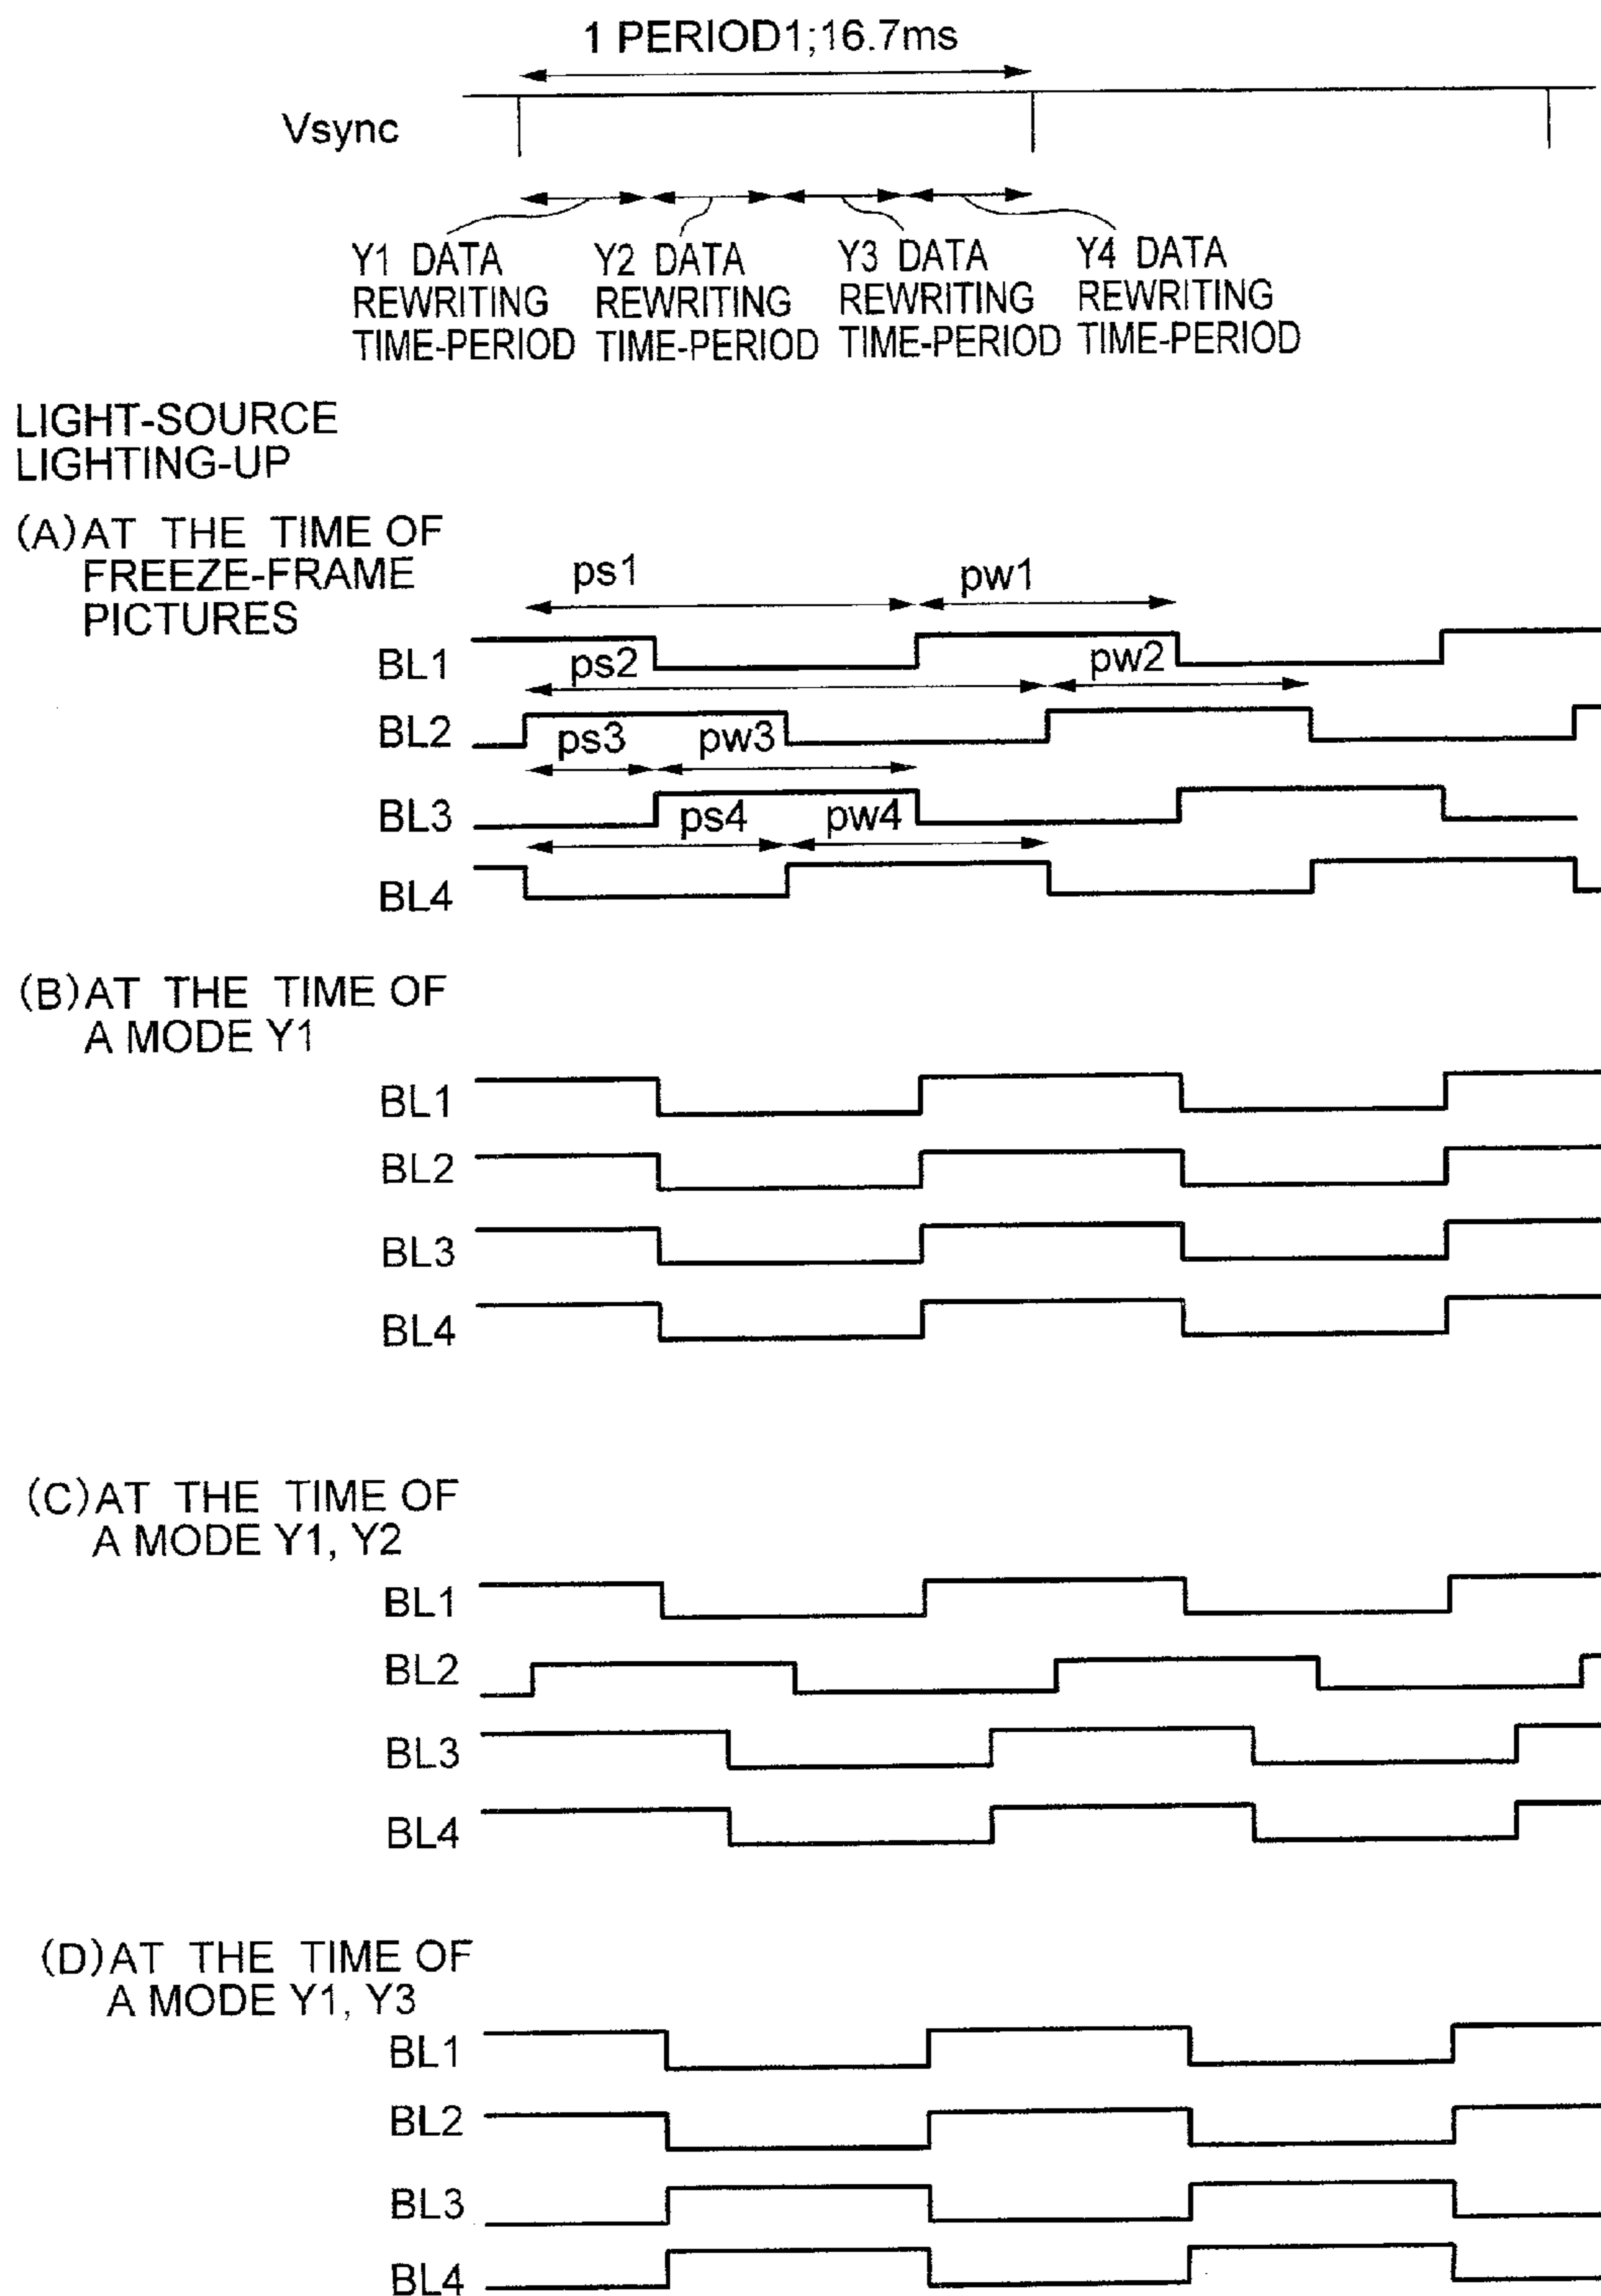 1 PERIOD1;16.7ms
Vsync
Y1 DATA REWRITING TIME-PERIOD
Y2 DATA REWRITING TIME-PERIOD
Y3 DATA REWRITING TIME-PERIOD
Y4 DATA REWRITING TIME-PERIOD
LIGHT-SOURCE
LIGHTING-UP
(A)AT THE TIME OF
FREEZE-FRAME
PICTURES
ps1 pw1
BL1
ps2 pw2
BL2
ps3 pw3
BL3
ps4 pw4
BL4
(B)AT THE TIME OF
A MODE Y1
BL1
BL2
BL3
BL4
(C)AT THE TIME OF
A MODE Y1, Y2
BL1
BL2
BL3
BL4
(D)AT THE TIME OF
A MODE Y1, Y3
BL1
BL2
BL3
BL4